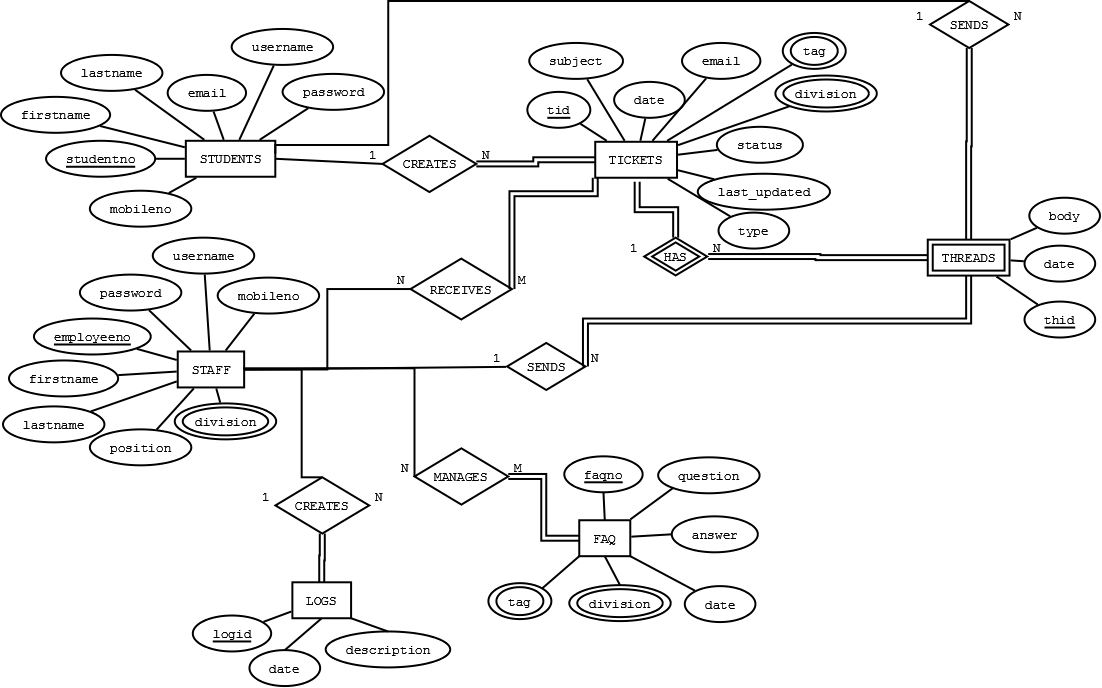 1
SENDS
N
username
lastname
email
password
firstname
studentno
STUDENTS
mobileno
1
CREATES
N
subject
email
tag
tid
date
division
TICKETS
status
last_updated
type
1
HAS
N
body
THREADS
date
thid
username
password
mobileno
employeeno
firstname
STAFF
lastname
position
division
N
RECEIVES
M
1
SENDS
N
N
MANAGES
M
1
CREATES
N
faqno
question
FAQ
answer
tag
division
date
LOGS
logid
date
description